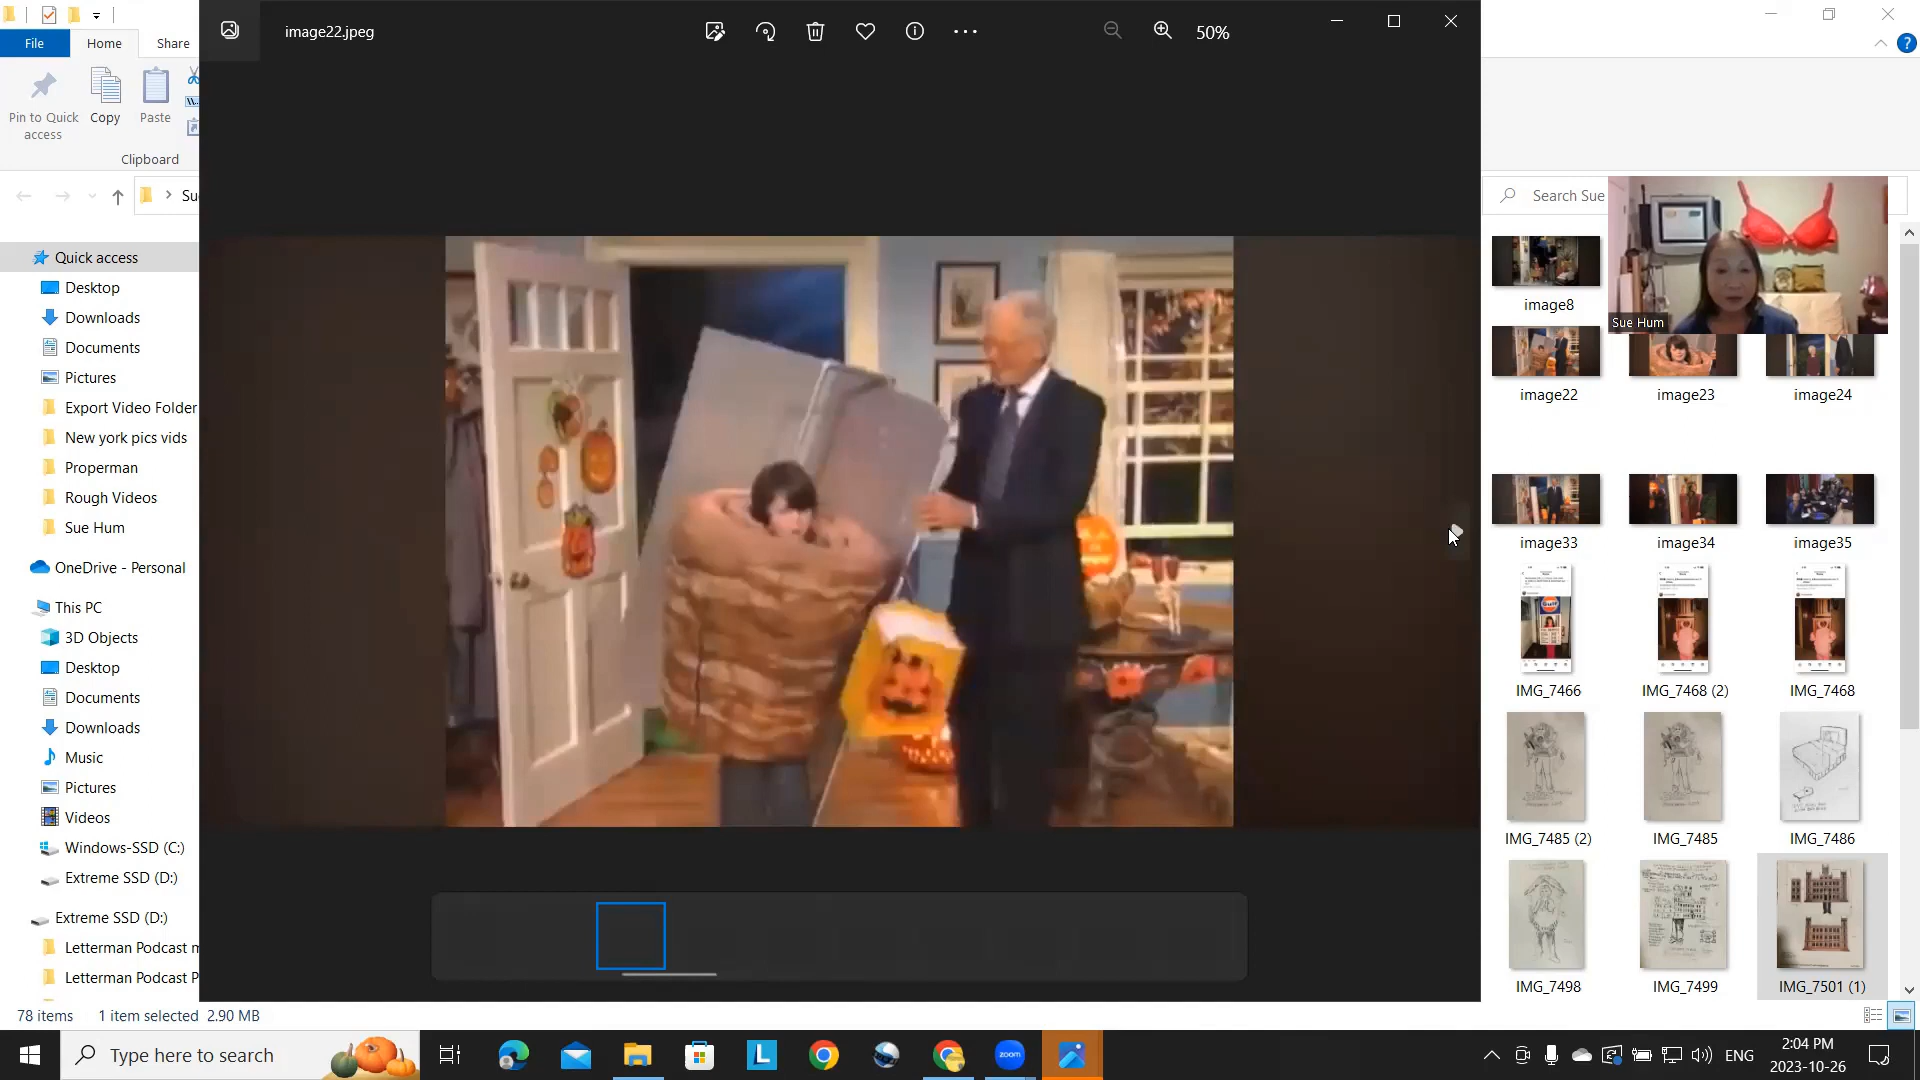 image22.jpeg
50%
File
Home
Share
Pin to Quick
access
Copy
Paste
Clipboard
Su
Search Sue
Quick access
Desktop
Downloads
Documents
Pictures
Export Video Folder
New york pics vids
Properman
Rough Videos
Sue Hum
OneDrive - Personal
This PC
3D Objects
Desktop
Documents
Downloads
Music
Pictures
Videos
Windows-SSD (C:)
Extreme SSD (D:)
Extreme SSD (D:)
Letterman Podcast m
Letterman Podcast P
Sue Hum
image8
image22
image23
image24
image33
image34
image35
Gulf
IMG_7466
IMG_7468 (2)
IMG_7468
IMG_7485 (2)
IMG_7485
IMG_7486
IMG_7498
IMG_7499
IMG_7501 (1)
78 items
1 item selected 2.90 MB
Type here to search
L
zoom
ENG
2:04 PM
2023-10-26